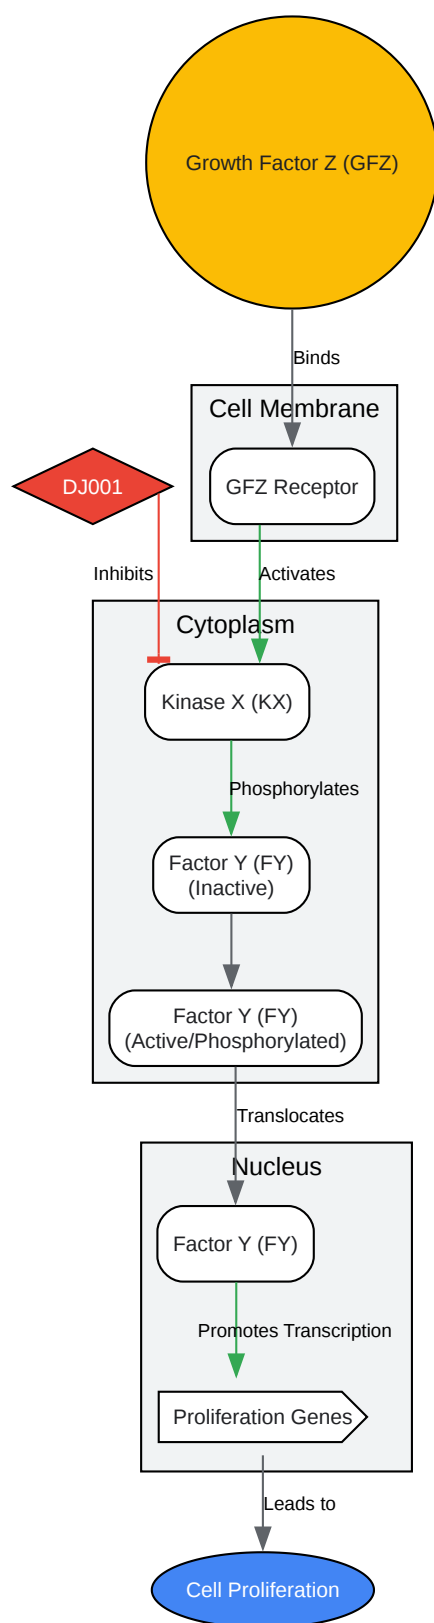 Growth Factor Z (GFZ)
Binds
Cell Membrane
GFZ Receptor
DJ001
Inhibits
Activates
Cytoplasm
Kinase X (KX)
Phosphorylates
Factor Y (FY)
(Inactive)
Factor Y (FY)
(Active/Phosphorylated)
Translocates
Nucleus
Factor Y (FY)
Promotes Transcription
Proliferation Genes
Leads to
Cell Proliferation